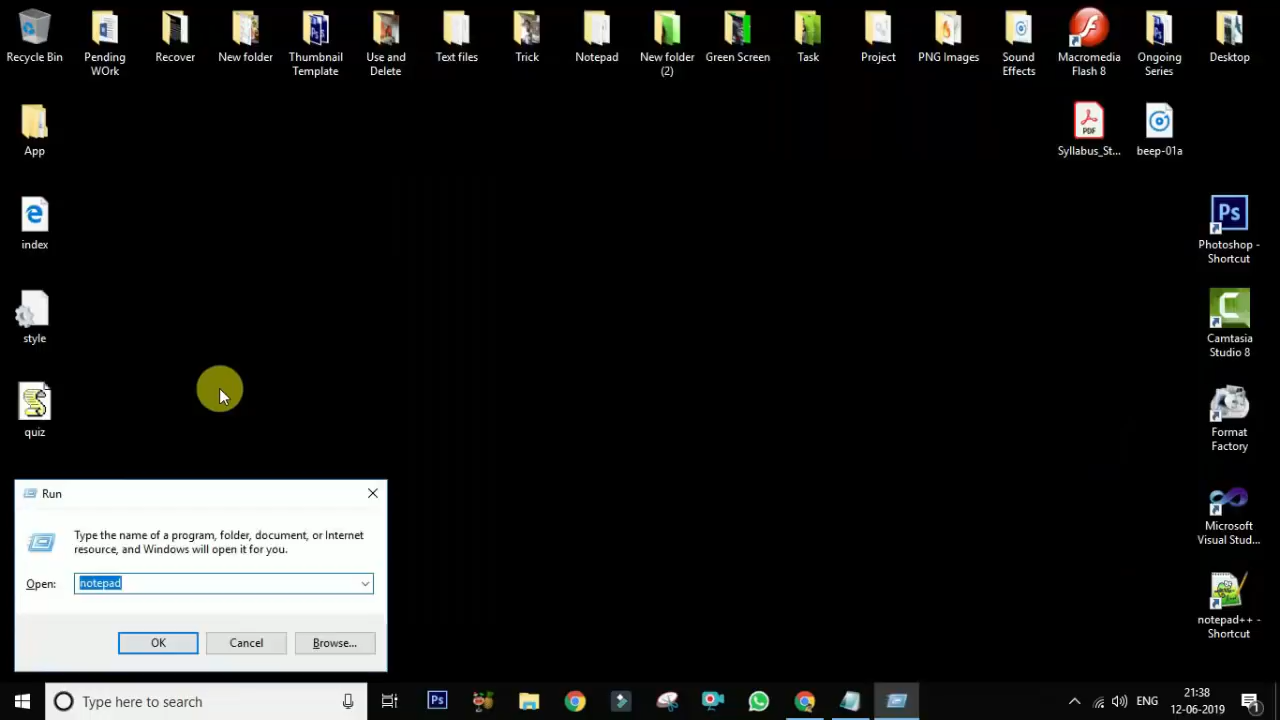 Recycle Bin
Pending WOrk
Recover
New folder
Thumbnail Template
Use and Delete
Text files
Trick
Notepad
New folder (2)
Green Screen
Task
Project
PNG Images
Sound Effects
Macromedia Flash 8
Ongoing Series
Desktop
App
Syllabus_St...
beep-01a
PDF
index
Ps
Photoshop - Shortcut
style
Camtasia Studio 8
quiz
Format Factory
Microsoft Visual Stud...
notepad++ - Shortcut
Run
Type the name of a program, folder, document, or Internet
resource, and Windows will open it for you.
Open: notepad
OK Cancel Browse...
Type here to search
Ps
ENG
21:38
12-06-2019
1